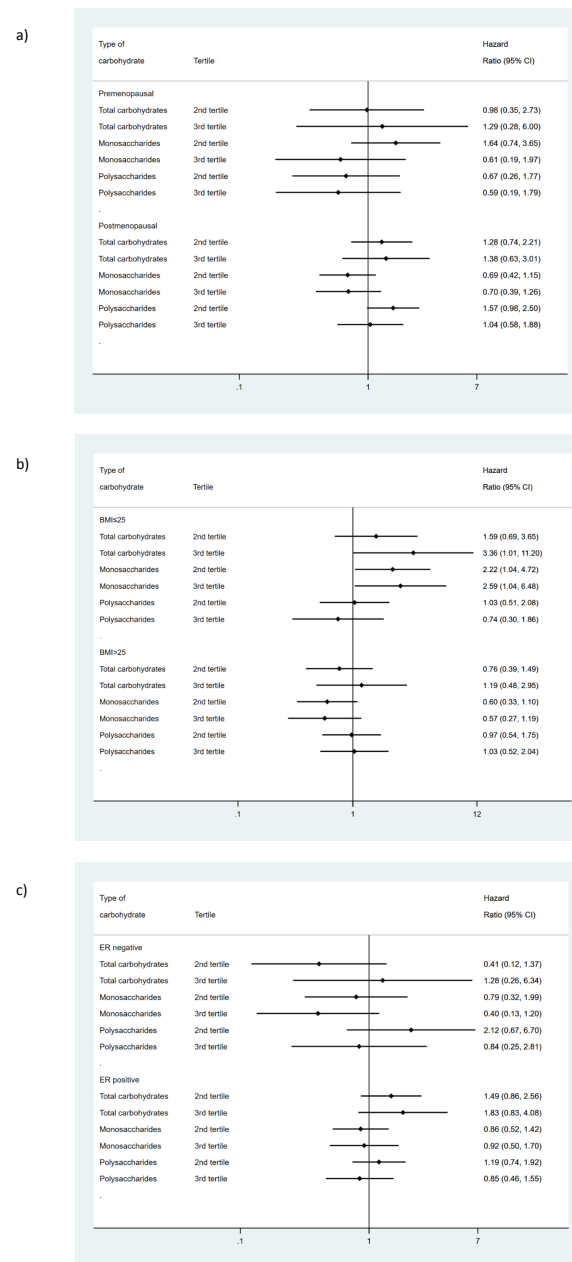 a)
Type of Hazard
carbohydrate Tertile Ratio (95% CI)
Premenopausal
Total carbohydrates 2nd tertile 0.98 (0.35, 2.73)
Total carbohydrates 3rd tertile 1.29 (0.28, 6.00)
Monosaccharides 2nd tertile 1.64 (0.74, 3.65)
Monosaccharides 3rd tertile 0.61 (0.19, 1.97)
Polysaccharides 2nd tertile 0.67 (0.26, 1.77)
Polysaccharides 3rd tertile 0.59 (0.19, 1.79)
.
Postmenopausal
Total carbohydrates 2nd tertile 1.28 (0.74, 2.21)
Total carbohydrates 3rd tertile 1.38 (0.63, 3.01)
Monosaccharides 2nd tertile 0.69 (0.42, 1.15)
Monosaccharides 3rd tertile 0.70 (0.39, 1.26)
Polysaccharides 2nd tertile 1.57 (0.98, 2.50)
Polysaccharides 3rd tertile 1.04 (0.58, 1.88)
.
.1 1 7
b)
Type of Hazard
carbohydrate Tertile Ratio (95% CI)
BMI≤25
Total carbohydrates 2nd tertile 1.59 (0.69, 3.65)
Total carbohydrates 3rd tertile 3.36 (1.01, 11.20)
Monosaccharides 2nd tertile 2.22 (1.04, 4.72)
Monosaccharides 3rd tertile 2.59 (1.04, 6.48)
Polysaccharides 2nd tertile 1.03 (0.51, 2.08)
Polysaccharides 3rd tertile 0.74 (0.30, 1.86)
.
BMI>25
Total carbohydrates 2nd tertile 0.76 (0.39, 1.49)
Total carbohydrates 3rd tertile 1.19 (0.48, 2.95)
Monosaccharides 2nd tertile 0.60 (0.33, 1.10)
Monosaccharides 3rd tertile 0.57 (0.27, 1.19)
Polysaccharides 2nd tertile 0.97 (0.54, 1.75)
Polysaccharides 3rd tertile 1.03 (0.52, 2.04)
.
.1 1 12
c)
Type of Hazard
carbohydrate Tertile Ratio (95% CI)
ER negative
Total carbohydrates 2nd tertile 0.41 (0.12, 1.37)
Total carbohydrates 3rd tertile 1.28 (0.26, 6.34)
Monosaccharides 2nd tertile 0.79 (0.32, 1.99)
Monosaccharides 3rd tertile 0.40 (0.13, 1.20)
Polysaccharides 2nd tertile 2.12 (0.67, 6.70)
Polysaccharides 3rd tertile 0.84 (0.25, 2.81)
.
ER positive
Total carbohydrates 2nd tertile 1.49 (0.86, 2.56)
Total carbohydrates 3rd tertile 1.83 (0.83, 4.08)
Monosaccharides 2nd tertile 0.86 (0.52, 1.42)
Monosaccharides 3rd tertile 0.92 (0.50, 1.70)
Polysaccharides 2nd tertile 1.19 (0.74, 1.92)
Polysaccharides 3rd tertile 0.85 (0.46, 1.55)
.
.1 1 7